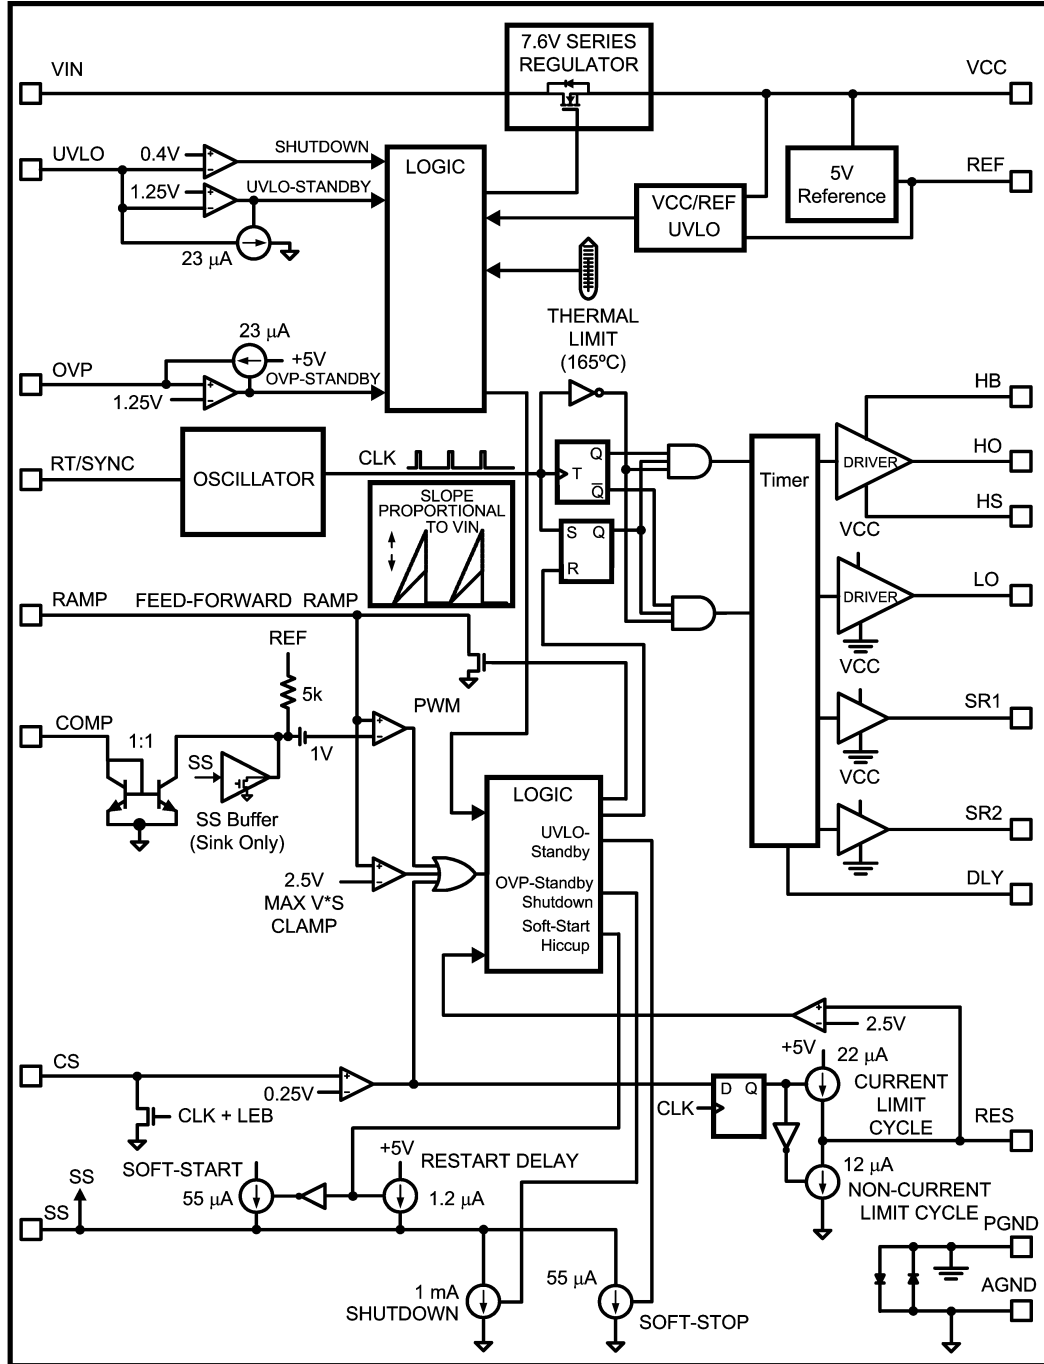 7.6V SERIES
REGULATOR
VIN
VCC
UVLO
0.4V
SHUTDOWN
LOGIC
1.25V
UVLO-STANDBY
23 μA
VCC/REF
UVLO
5V
Reference
REF
THERMAL
LIMIT
(165ºC)
23 μA
+5V
OVP
OVP-STANDBY
1.25V
HB
RT/SYNC
OSCILLATOR
CLK
T
Q
Q̅
Timer
DRIVER
HO
HS
VCC
SLOPE
PROPORTIONAL
TO VIN
S
Q
R
DRIVER
LO
VCC
RAMP
FEED-FORWARD RAMP
REF
5k
PWM
COMP
1:1
1V
SS
SS Buffer
(Sink Only)
SR1
VCC
LOGIC
UVLO-
Standby
OVP-Standby
Shutdown
Soft-Start
Hiccup
SR2
2.5V
MAX V*S
CLAMP
DLY
2.5V
+5V
22 μA
CS
0.25V
CLK + LEB
D
Q
CLK
CURRENT
LIMIT
CYCLE
RES
SOFT-START
+5V
RESTART DELAY
12 μA
SS
55 μA
1.2 μA
NON-CURRENT
LIMIT CYCLE
SS
PGND
1 mA
SHUTDOWN
55 μA
SOFT-STOP
AGND